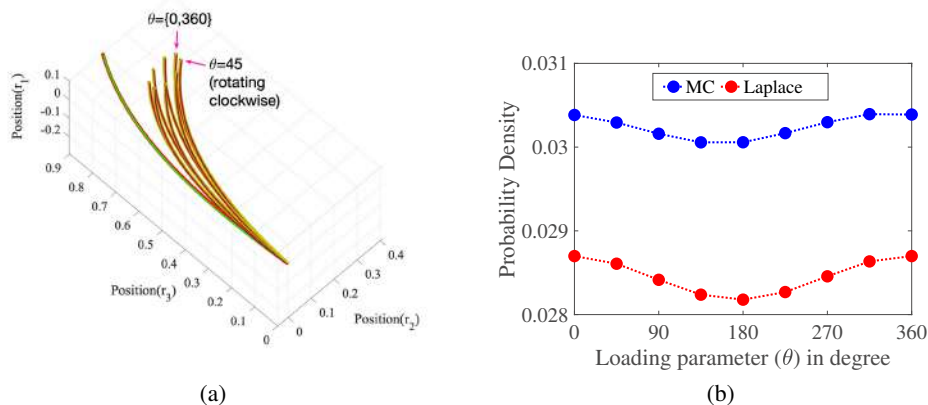 θ={0,360}
θ=45
(rotating
clockwise)
Position(r₁)
0.1
0
-0.1
-0.2
0.9
0.8
0.7
0.6
0.5
0.4
0.3
0.2
0.1
0
Position(r₃)
0
0.1
0.2
0.3
0.4
Position(r₂)
(a)
MC Laplace
Probability Density
0.031
0.03
0.029
0.028
0 90 180 270 360
Loading parameter (θ) in degree
(b)